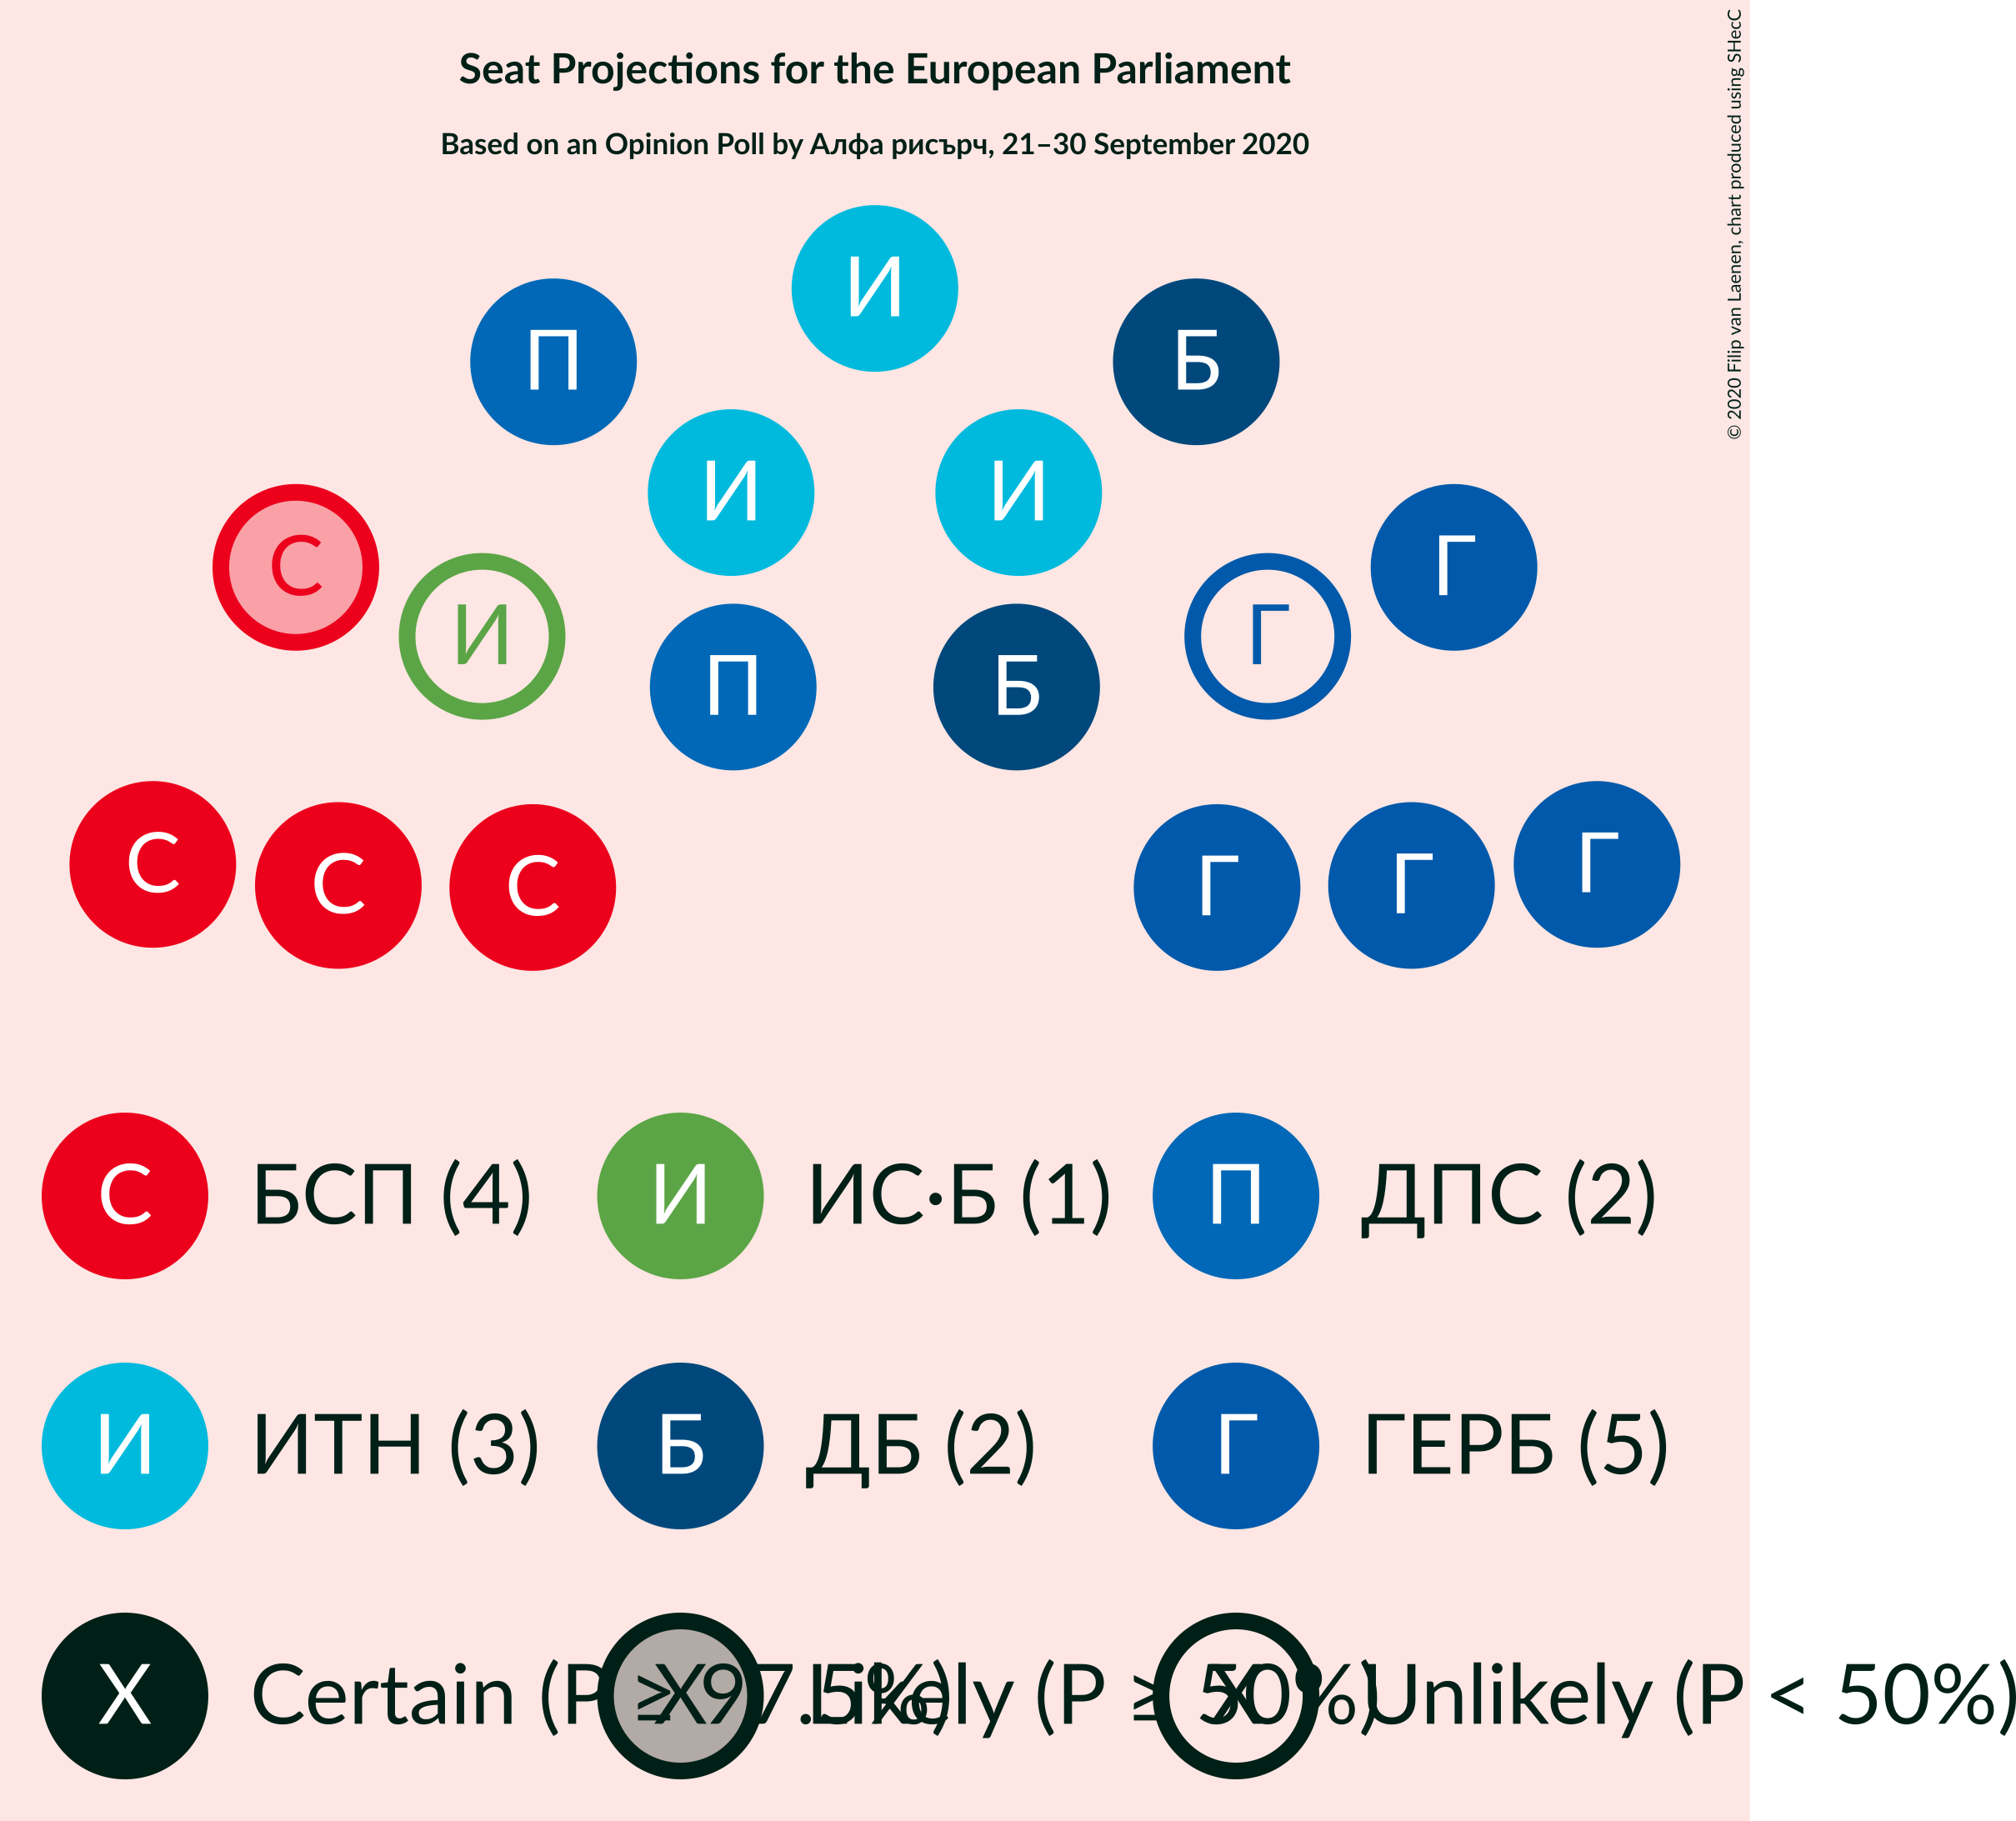 Seat Projections for the European Parliament
Based on an Opinion Poll by Алфа рисърч, 21–30 September 2020
© 2020 Filip van Laenen, chart produced using SHecC
И
П Б
И И
С Г
И Г
П Б
С С С Г Г Г
С БСП (4) И ИС·Б (1) П ДПС (2)
И ИТН (3) Б ДБ (2) Г ГЕРБ (5)
X Certain (P ≥ 97.5%) X Likely (P ≥ 50%) X Unlikely (P < 50%)